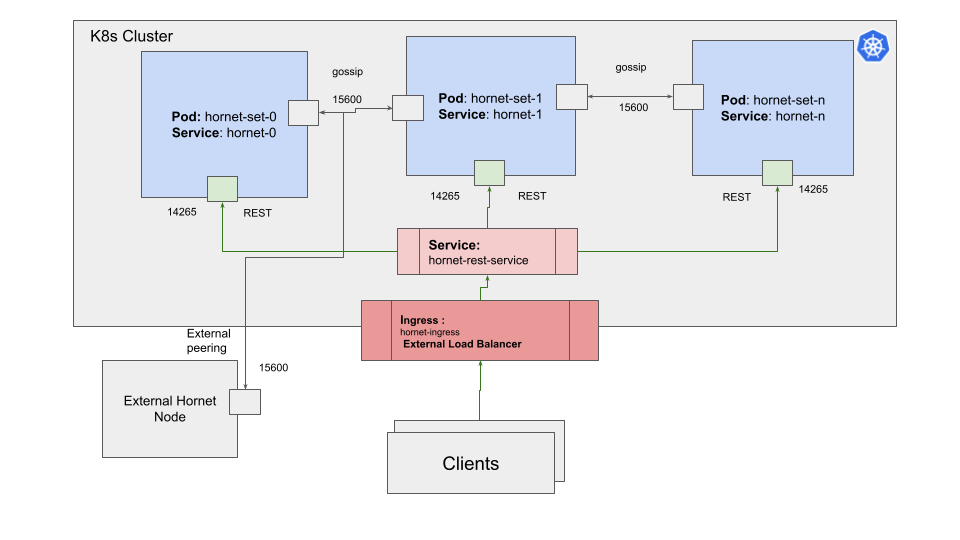 K8s Cluster
gossip
15600
Pod: hornet-set-0
Service: hornet-0
Pod: hornet-set-1
Service: hornet-1
gossip
15600
Pod: hornet-set-n
Service: hornet-n
14265
REST
14265
REST
REST
14265
Service:
hornet-rest-service
Ingress :
hornet-ingress
External Load Balancer
External
peering
15600
External Hornet
Node
Clients